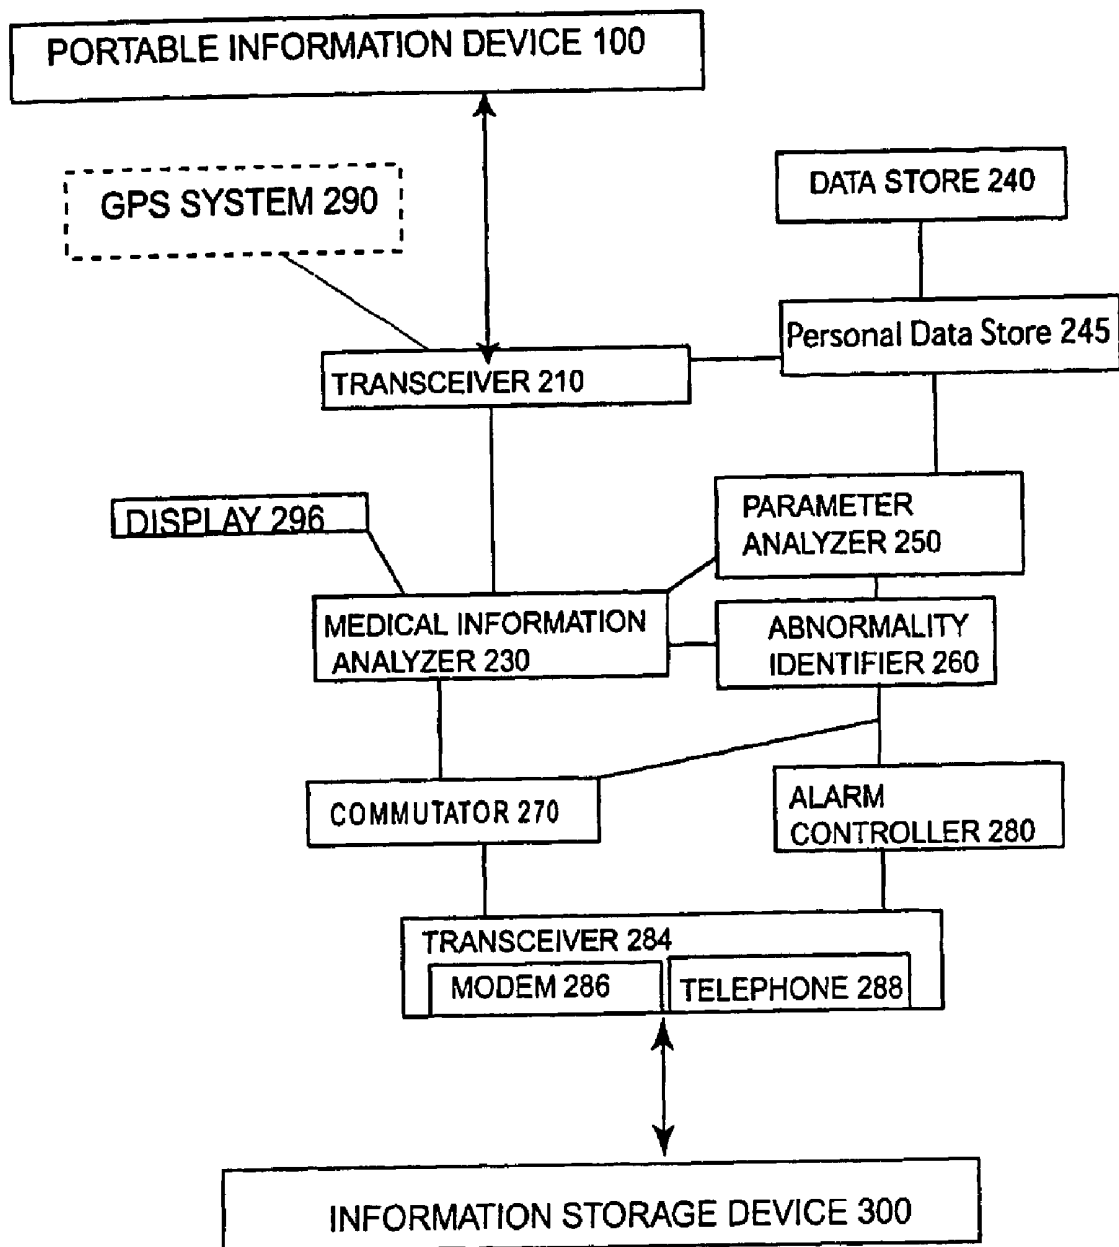 PORTABLE INFORMATION DEVICE 100
GPS SYSTEM 290
DATA STORE 240
Personal Data Store 245
TRANSCEIVER 210
DISPLAY 296
PARAMETER
ANALYZER 250
MEDICAL INFORMATION
ANALYZER 230
ABNORMALITY
IDENTIFIER 260
COMMUTATOR 270
ALARM
CONTROLLER 280
TRANSCEIVER 284
MODEM 286
TELEPHONE 288
INFORMATION STORAGE DEVICE 300